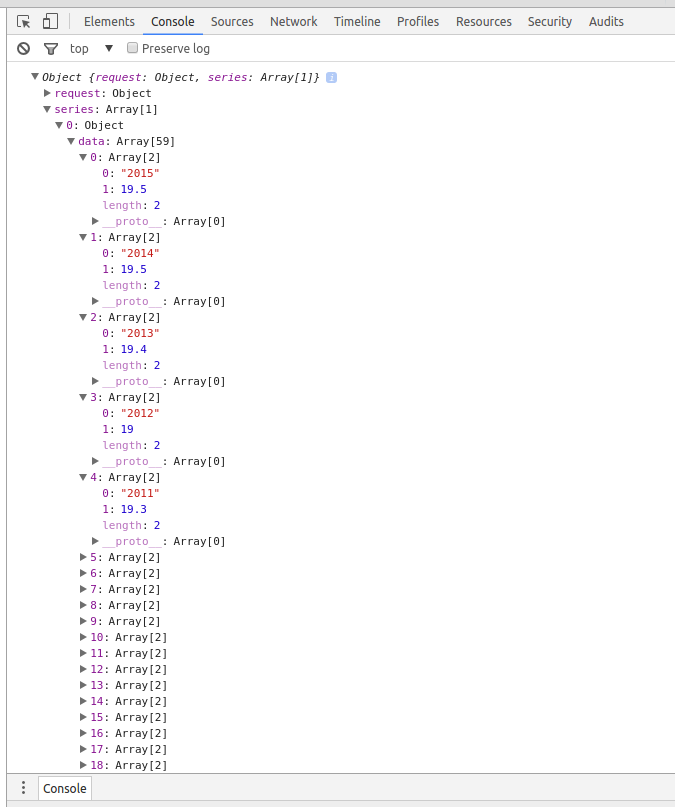 Elements Console Sources Network Timeline Profiles Resources Security Audits
top Preserve log
Object {request: Object, series: Array[1]} i
request: Object
series: Array[1]
0: Object
data: Array[59]
0: Array[2]
0: "2015"
1: 19.5
length: 2
__proto__: Array[0]
1: Array[2]
0: "2014"
1: 19.5
length: 2
__proto__: Array[0]
2: Array[2]
0: "2013"
1: 19.4
length: 2
__proto__: Array[0]
3: Array[2]
0: "2012"
1: 19
length: 2
__proto__: Array[0]
4: Array[2]
0: "2011"
1: 19.3
length: 2
__proto__: Array[0]
5: Array[2]
6: Array[2]
7: Array[2]
8: Array[2]
9: Array[2]
10: Array[2]
11: Array[2]
12: Array[2]
13: Array[2]
14: Array[2]
15: Array[2]
16: Array[2]
17: Array[2]
18: Array[2]
Console